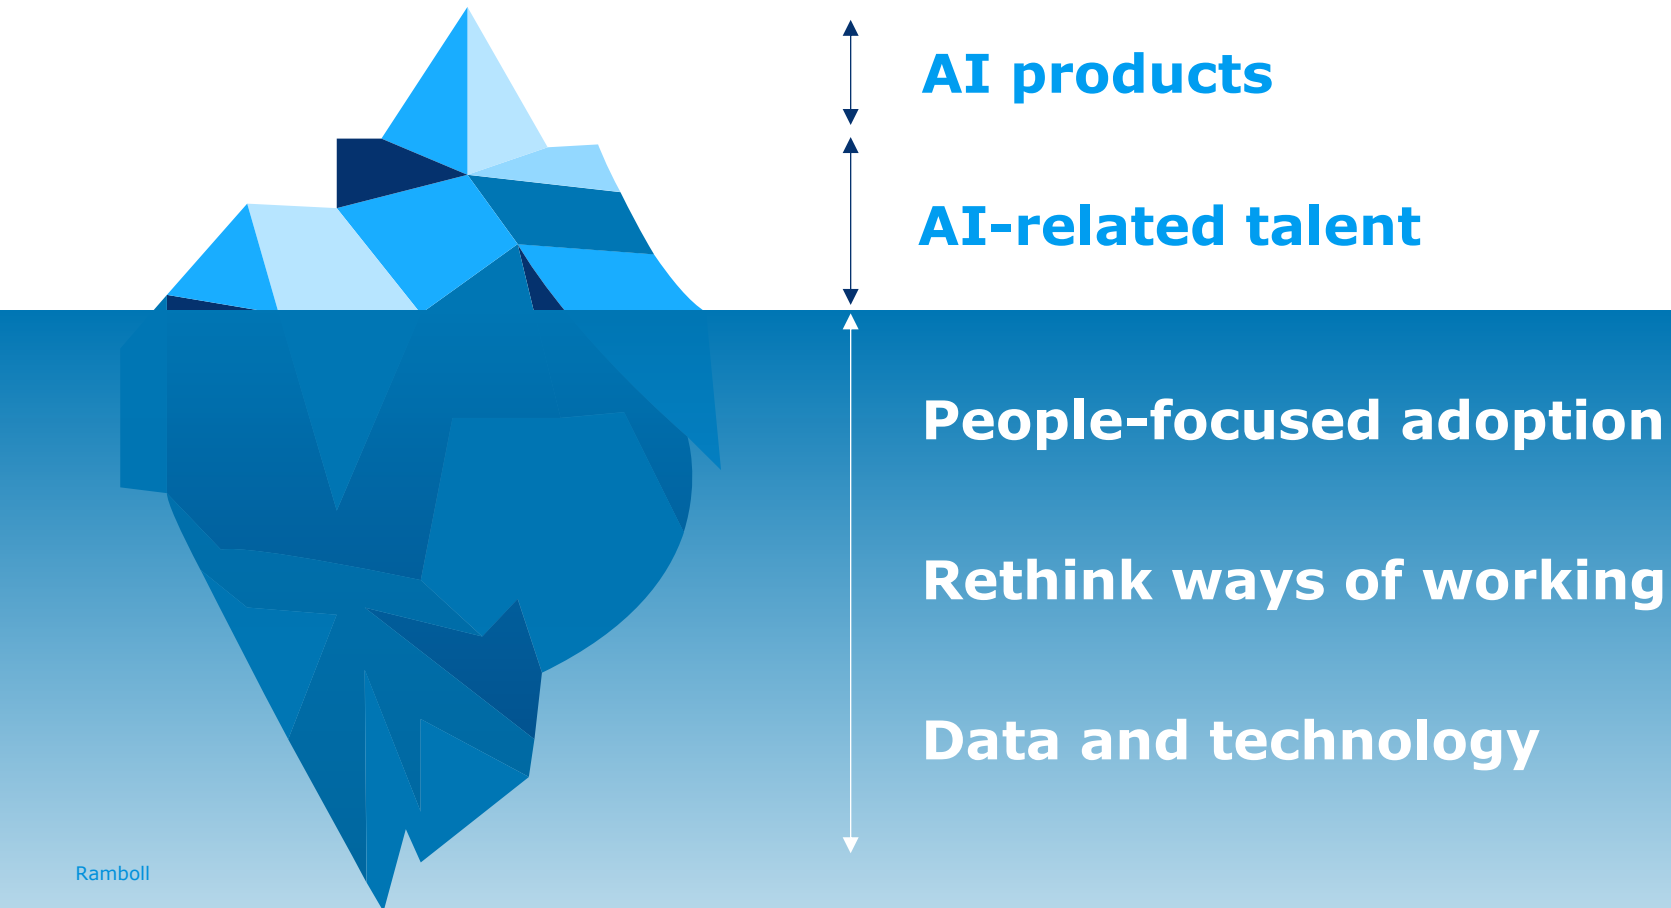 AI products
AI-related talent
People-focused adoption
Rethink ways of working
Data and technology
Ramboll